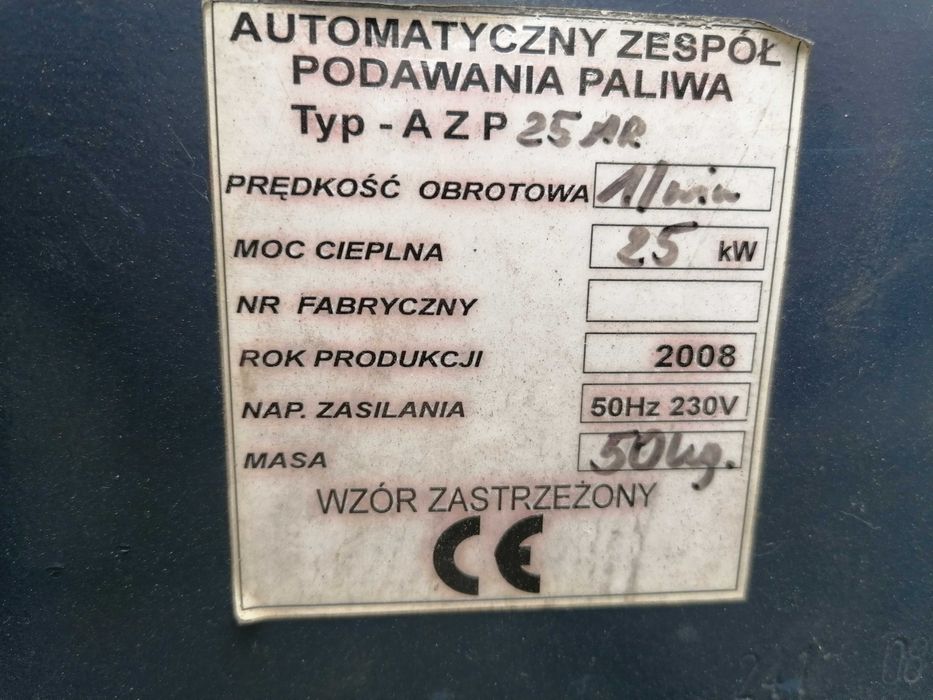 AUTOMATYCZNY ZESPÓŁ
PODAWANIA PALIWA
Typ - A Z P 25
PRĘDKOŚĆ OBROTOWA 1/min
MOC CIEPLNA 25 kW
NR FABRYCZNY
ROK PRODUKCJI 2008
NAP. ZASILANIA 50Hz 230V
MASA 50kg.
WZÓR ZASTRZEŻONY
CE
08